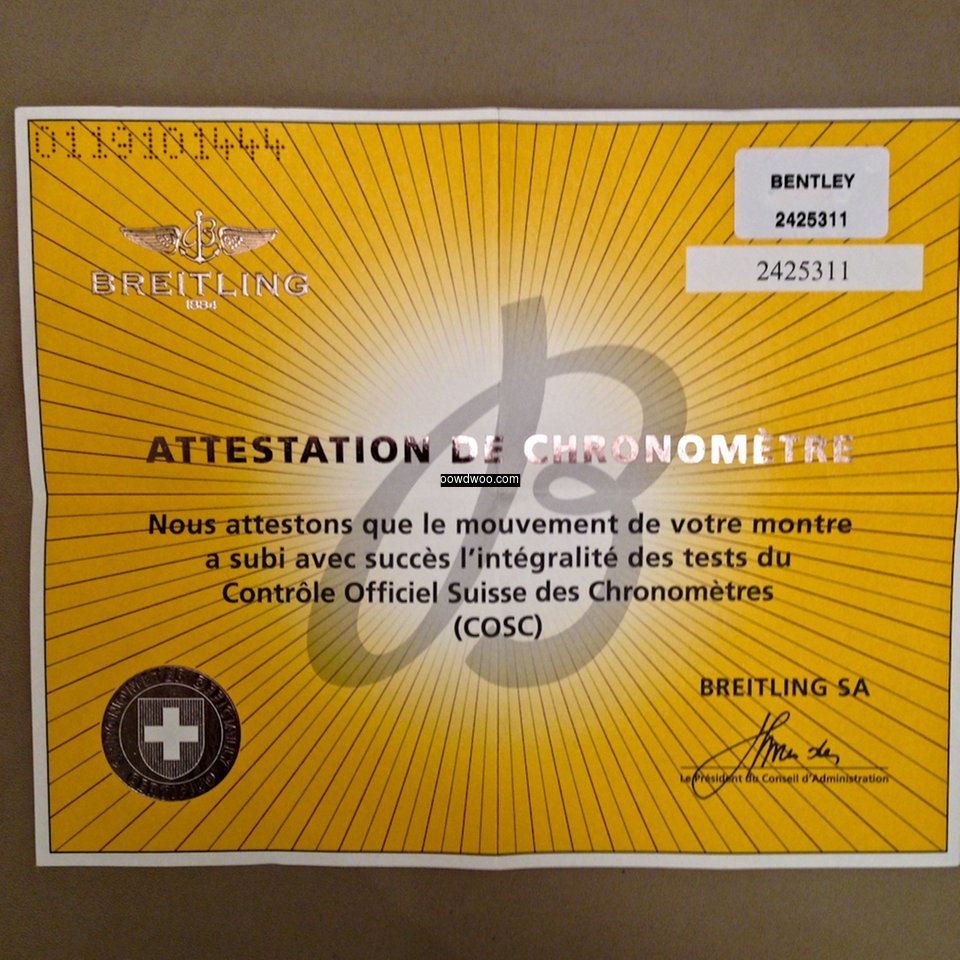 0119101444
BENTLEY
2425311
2425311
BREITLING
1884
ATTESTATION DE CHRONOMÈTRE
oowdwoo.com
Nous attestons que le mouvement de votre montre
a subi avec succès l'intégralité des tests du
Contrôle Officiel Suisse des Chronomètres
(COSC)
BREITLING SA
Le Président du Conseil d'Administration